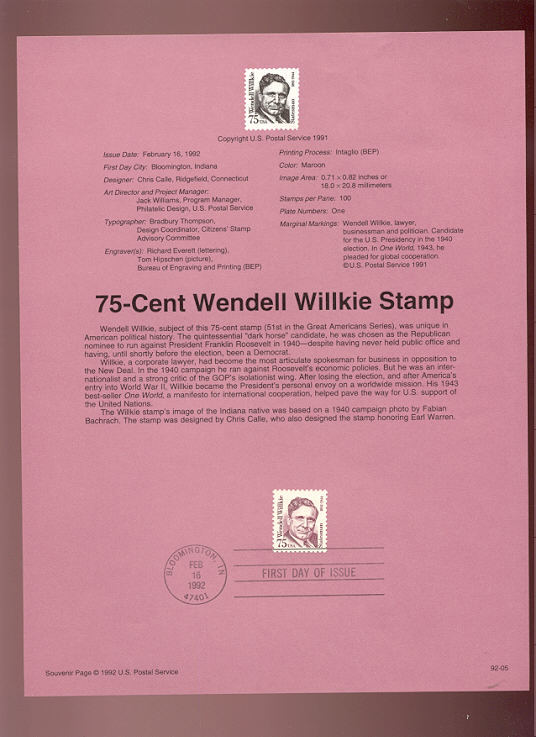 Wendell Willkie
75USA
Statesman
Copyright U.S. Postal Service 1991
Issue Date: February 16, 1992
First Day City: Bloomington, Indiana
Designer: Chris Calle, Ridgefield, Connecticut
Art Director and Project Manager:
Jack Williams, Program Manager,
Philatelic Design, U.S. Postal Service
Typographer: Bradbury Thompson,
Design Coordinator, Citizens' Stamp
Advisory Committee
Engraver(s): Richard Everett (lettering),
Tom Hipschen (picture),
Bureau of Engraving and Printing (BEP)
Printing Process: Intaglio (BEP)
Color: Maroon
Image Area: 0.71 × 0.82 inches or
18.0 × 20.8 millimeters
Stamps per Pane: 100
Plate Numbers: One
Marginal Markings: Wendell Willkie, lawyer,
businessman and politician. Candidate
for the U.S. Presidency in the 1940
election. In One World, 1943, he
pleaded for global cooperation.
©U.S. Postal Service 1991
75-Cent Wendell Willkie Stamp
Wendell Willkie, subject of this 75-cent stamp (51st in the Great Americans Series), was unique in
American political history. The quintessential "dark horse" candidate, he was chosen as the Republican
nominee to run against President Franklin Roosevelt in 1940—despite having never held public office and
having, until shortly before the election, been a Democrat.
Willkie, a corporate lawyer, had become the most articulate spokesman for business in opposition to
the New Deal. In the 1940 campaign he ran against Roosevelt's economic policies. But he was an inter-
nationalist and a strong critic of the GOP's isolationist wing. After losing the election, and after America's
entry into World War II, Willkie became the President's personal envoy on a worldwide mission. His 1943
best-seller One World, a manifesto for international cooperation, helped pave the way for U.S. support of
the United Nations.
The Willkie stamp's image of the Indiana native was based on a 1940 campaign photo by Fabian
Bachrach. The stamp was designed by Chris Calle, who also designed the stamp honoring Earl Warren.
Wendell Willkie
75USA
Statesman
BLOOMINGTON, IN
FEB
16
1992
47401
FIRST DAY OF ISSUE
Souvenir Page © 1992 U.S. Postal Service
92-05